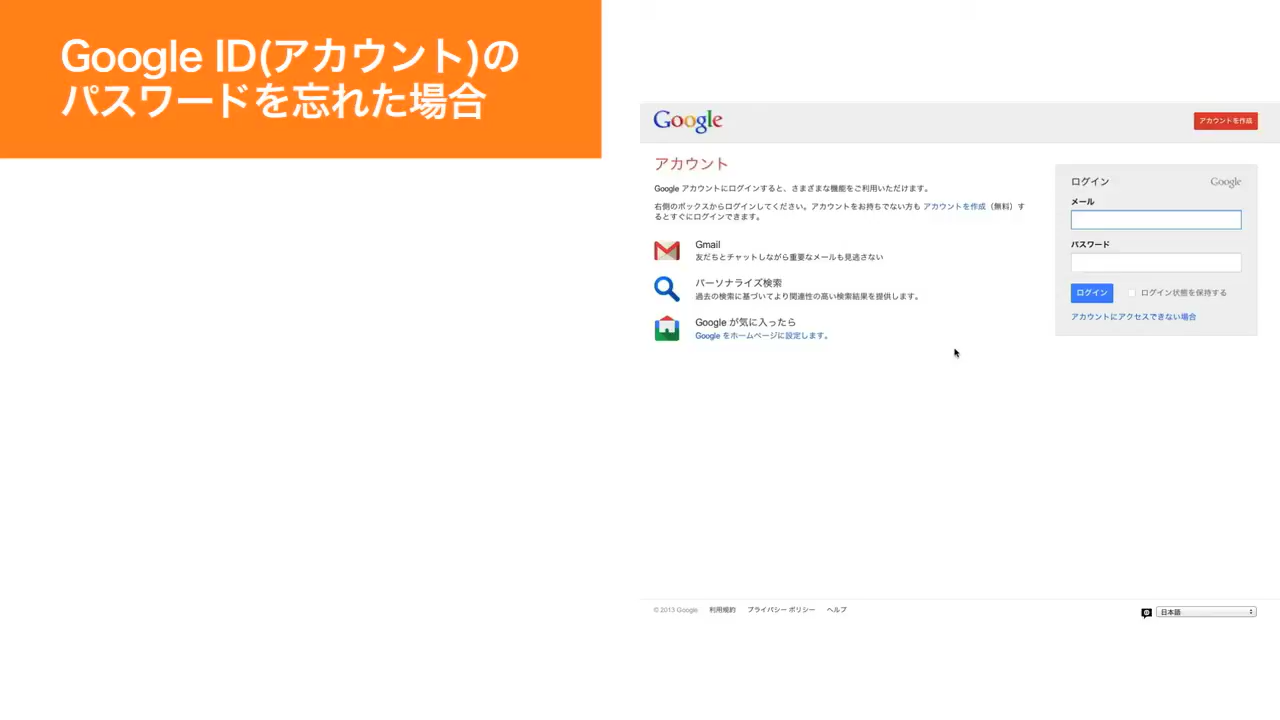 Google ID(アカウント)の
パスワードを忘れた場合
Google
アカウントを作成
アカウント
Google アカウントにログインすると、さまざまな機能をご利用いただけます。
右側のボックスからログインしてください。アカウントをお持ちでない方も アカウントを作成（無料）す
るとすぐにログインできます。
Gmail
友だちとチャットしながら重要なメールも見逃さない
パーソナライズ検索
過去の検索に基づいてより関連性の高い検索結果を提供します。
Google が気に入ったら
Google をホームページに設定します。
ログイン Google
メール
パスワード
ログイン ログイン状態を保持する
アカウントにアクセスできない場合
© 2013 Google 利用規約 プライバシー ポリシー ヘルプ
日本語